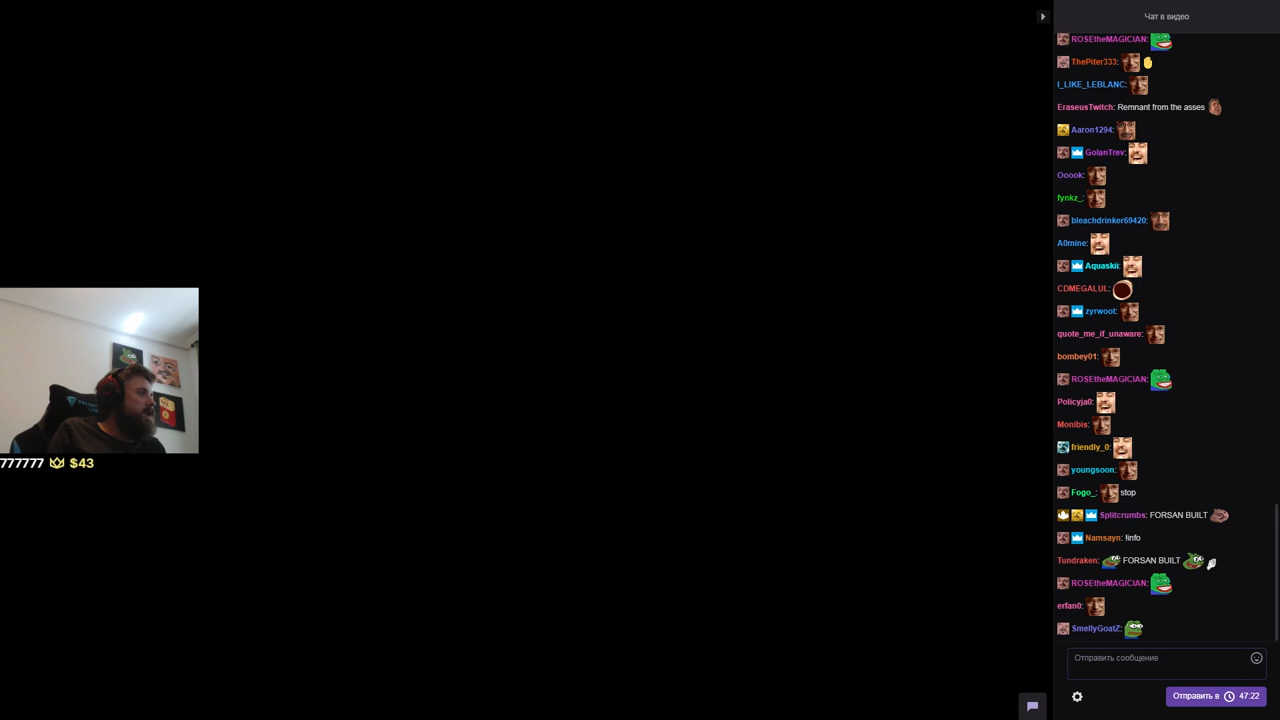 Чат в видео
ROSEtheMAGICIAN:
ThePiter333:
I_LIKE_LEBLANC:
EraseusTwitch: Remnant from the asses
Aaron1294:
GolanTrev:
Ooook:
fynkz_:
bleachdrinker69420:
A0mine:
Aquaskii:
CDMEGALUL:
zyrwoot:
quote_me_if_unaware:
bombey01:
ROSEtheMAGICIAN:
Policyja0:
Monibis:
friendly_0:
youngsoon:
Fogo_: stop
Splitcrumbs: FORSAN BUILT
Namsayn: !info
Tundraken: FORSAN BUILT
ROSEtheMAGICIAN:
erfan0:
SmellyGoatZ:
777777 $43
Отправить сообщение
Отправить в 47:22